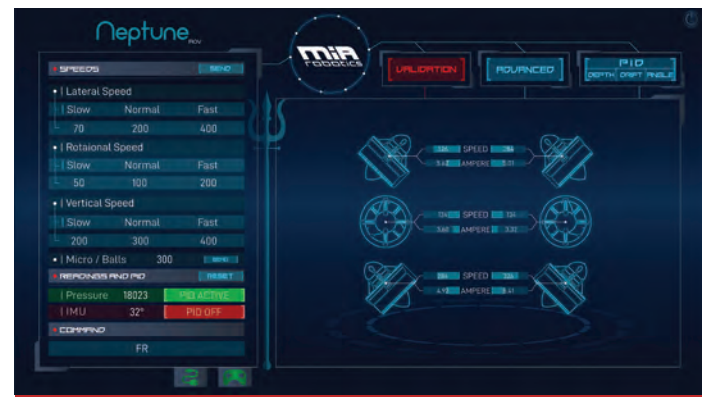 Neptune
ROV
MIA
ROBOTICS
VALIDATION
ADVANCED
PID
DEPTH DRIFT ANGLE
SPEEDS SEND
| Lateral Speed
| Slow Normal Fast
70 200 400
| Rotaional Speed
| Slow Normal Fast
50 100 200
| Vertical Speed
| Slow Normal Fast
200 300 400
| Micro / Balls 300 SEND
READINGS AND PID RESET
| Pressure 18023 PID ACTIVE
| IMU 32° PID OFF
COMMAND
FR
SPEED
AMPERE
SPEED
AMPERE
SPEED
AMPERE